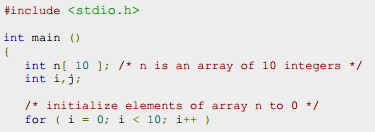 #include <stdio.h>
int main ()
{
int n[ 10 ]; /* n is an array of 10 integers */
int i,j;
/* initialize elements of array n to 0 */
for ( i = 0; i < 10; i++ )